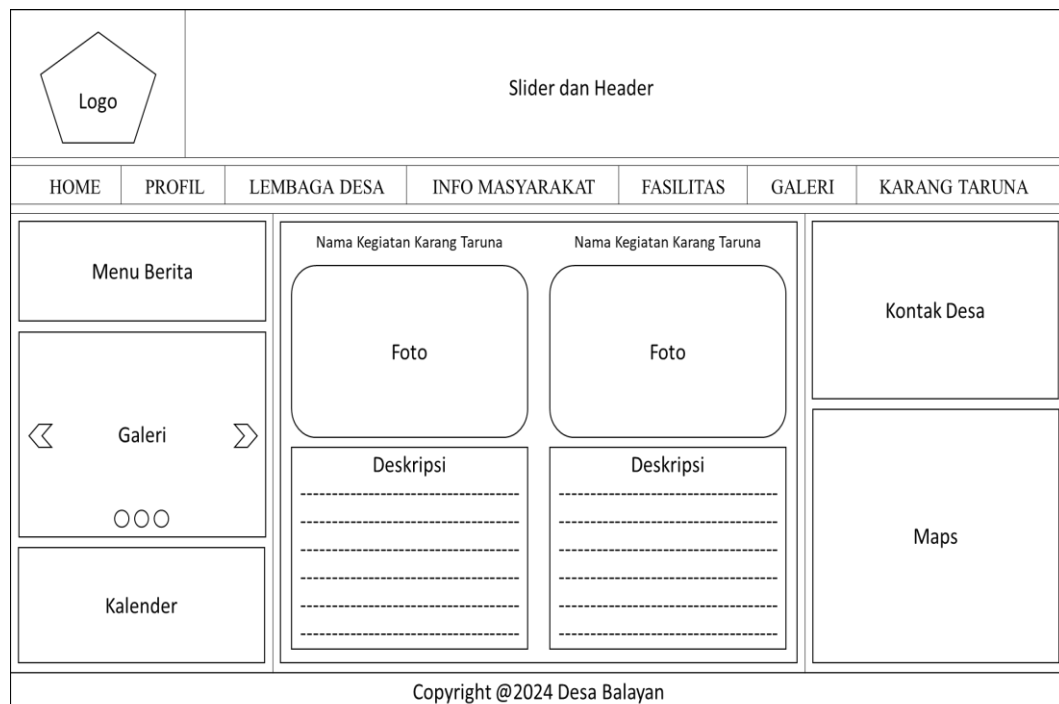 Logo
Slider dan Header
HOME
PROFIL
LEMBAGA DESA
INFO MASYARAKAT
FASILITAS
GALERI
KARANG TARUNA
Menu Berita
Galeri
Kalender
Nama Kegiatan Karang Taruna
Foto
Deskripsi
Nama Kegiatan Karang Taruna
Foto
Deskripsi
Kontak Desa
Maps
Copyright @2024 Desa Balayan